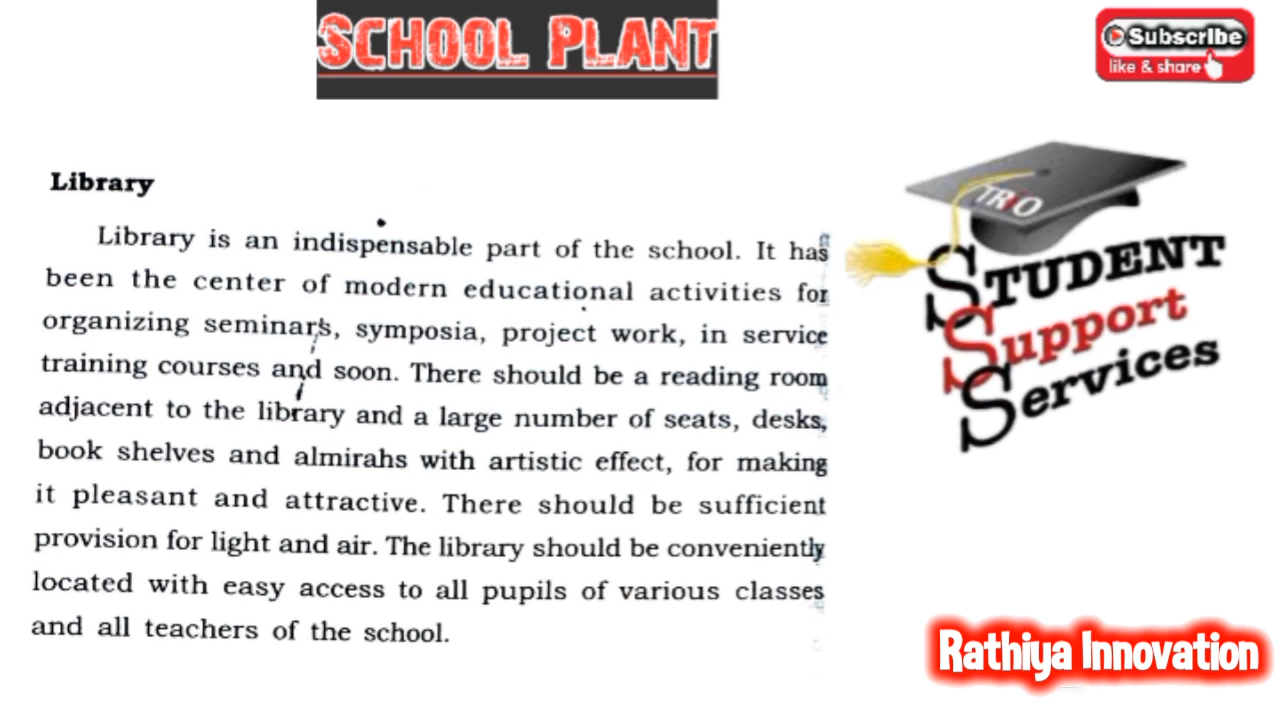 SCHOOL PLANT
Subscribe
like & share
Library
Library is an indispensable part of the school. It has
been the center of modern educational activities for
organizing seminars, symposia, project work, in service
training courses and soon. There should be a reading room
adjacent to the library and a large number of seats, desks,
book shelves and almirahs with artistic effect, for making
it pleasant and attractive. There should be sufficient
provision for light and air. The library should be conveniently
located with easy access to all pupils of various classes
and all teachers of the school.
TRiO
STUDENT
Support
Services
Rathiya Innovation